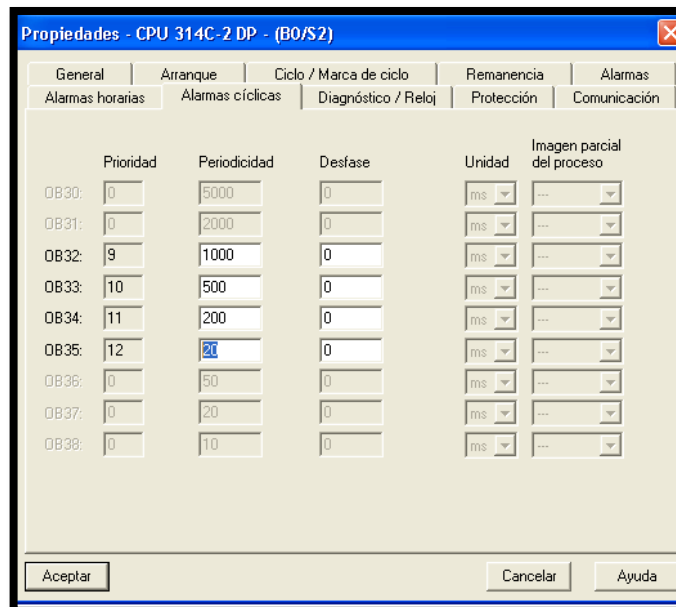 Propiedades - CPU 314C-2 DP - (B0/S2)
General Arranque Ciclo / Marca de ciclo Remanencia Alarmas
Alarmas horarias Alarmas cíclicas Diagnóstico / Reloj Protección Comunicación
Imagen parcial
Prioridad Periodicidad Desfase Unidad del proceso
OB30: 0 5000 0 ms ---
OB31: 0 2000 0 ms ---
OB32: 9 1000 0 ms ---
OB33: 10 500 0 ms ---
OB34: 11 200 0 ms ---
OB35: 12 20 0 ms ---
OB36: 0 50 0 ms ---
OB37: 0 20 0 ms ---
OB38: 0 10 0 ms ---
Aceptar Cancelar Ayuda